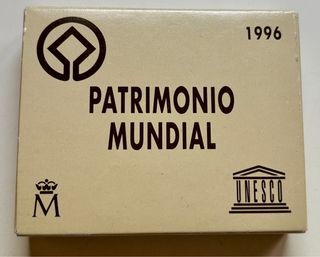 1996
PATRIMONIO
MUNDIAL
M
UNESCO